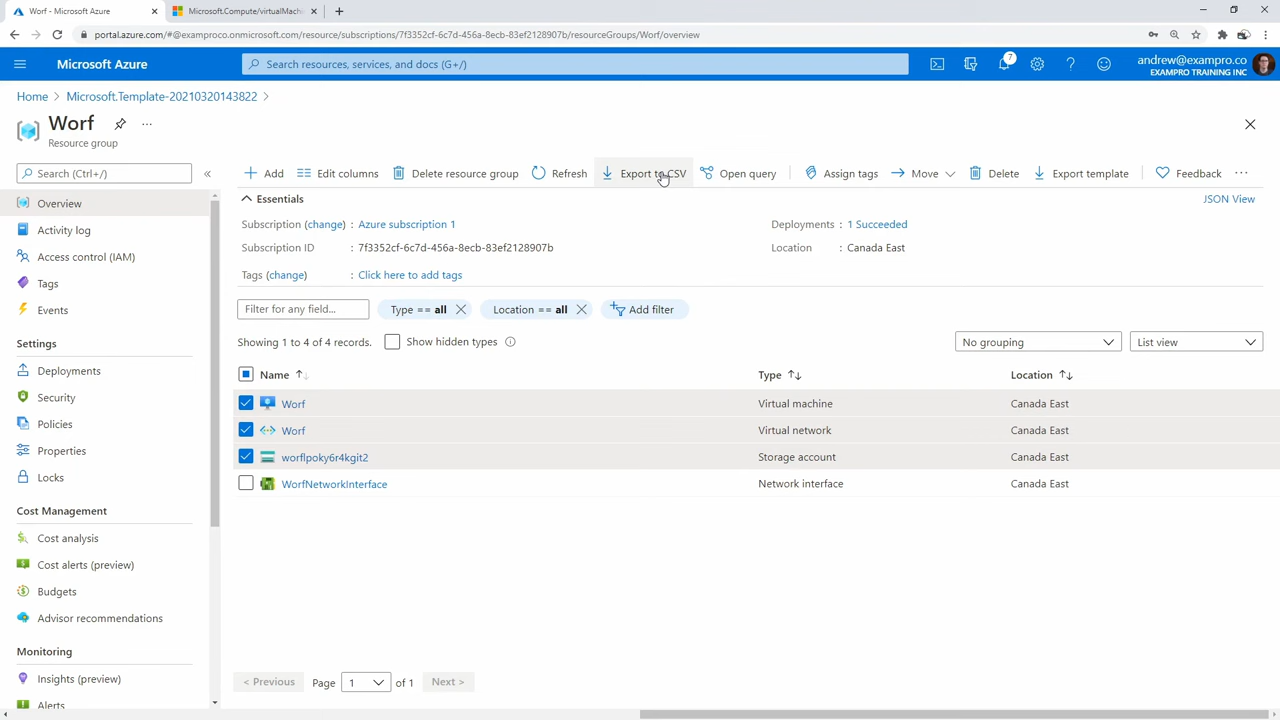 Worf - Microsoft Azure
Microsoft.Compute/virtualMachi
portal.azure.com/#@examproco.onmicrosoft.com/resource/subscriptions/7f3352cf-6c7d-456a-8ecb-83ef2128907b/resourceGroups/Worf/overview
Microsoft Azure
Search resources, services, and docs (G+/)
7
andrew@exampro.co
EXAMPRO TRAINING INC
Home > Microsoft.Template-20210320143822 >
Worf
Resource group
Search (Ctrl+/)
Add
Edit columns
Delete resource group
Refresh
Export to CSV
Open query
Assign tags
Move
Delete
Export template
Feedback
Overview
Activity log
Access control (IAM)
Tags
Events
Settings
Deployments
Security
Policies
Properties
Locks
Cost Management
Cost analysis
Cost alerts (preview)
Budgets
Advisor recommendations
Monitoring
Insights (preview)
Alerts
Essentials
JSON View
Subscription (change) : Azure subscription 1
Deployments : 1 Succeeded
Subscription ID : 7f3352cf-6c7d-456a-8ecb-83ef2128907b
Location : Canada East
Tags (change) : Click here to add tags
Filter for any field...
Type == all
Location == all
Add filter
Showing 1 to 4 of 4 records.
Show hidden types
No grouping
List view
Name Type Location
Worf Virtual machine Canada East
Worf Virtual network Canada East
worflpoky6r4kgit2 Storage account Canada East
WorfNetworkInterface Network interface Canada East
< Previous Page 1 of 1 Next >